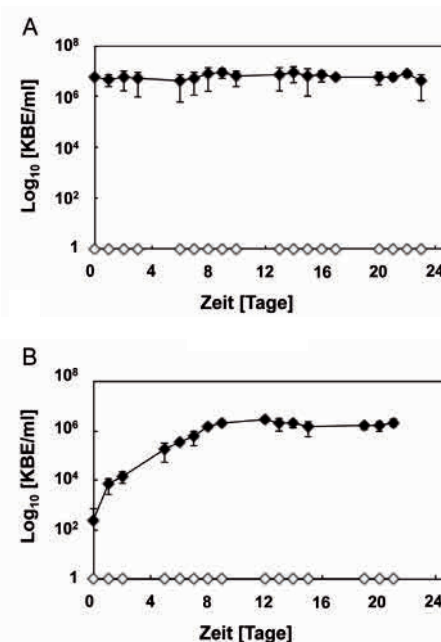 A
10⁸
10⁶
10⁴
10²
1
Log₁₀ [KBE/ml]
0 4 8 12 16 20 24
Zeit [Tage]
B
10⁸
10⁶
10⁴
10²
1
Log₁₀ [KBE/ml]
0 4 8 12 16 20 24
Zeit [Tage]